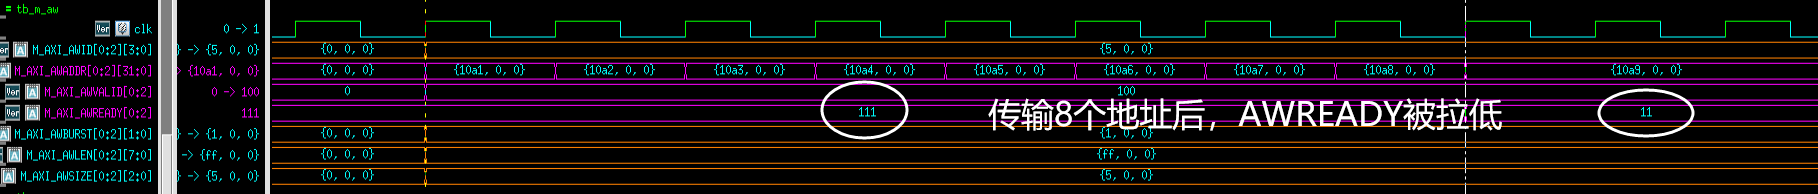 = tb_m_aw
Ver clk 0 -> 1
er A M_AXI_AWID[0:2][3:0] } -> {5, 0, 0} {0, 0, 0} {5, 0, 0}
A M_AXI_AWADDR[0:2][31:0] > {10a1, 0, 0} {0, 0, 0} {10a1, 0, 0} {10a2, 0, 0} {10a3, 0, 0} {10a4, 0, 0} {10a5, 0, 0} {10a6, 0, 0} {10a7, 0, 0} {10a8, 0, 0} {10a9, 0, 0}
Ver A M_AXI_AWVALID[0:2] 0 -> 100 0 100
Ver A M_AXI_AWREADY[0:2] 111 111 传输8个地址后，AWREADY被拉低 11
A M_AXI_AWBURST[0:2][1:0] } -> {1, 0, 0} {0, 0, 0} {1, 0, 0}
A M_AXI_AWLEN[0:2][7:0] -> {ff, 0, 0} {0, 0, 0} {ff, 0, 0}
A M_AXI_AWSIZE[0:2][2:0] } -> {5, 0, 0} {0, 0, 0} {5, 0, 0}